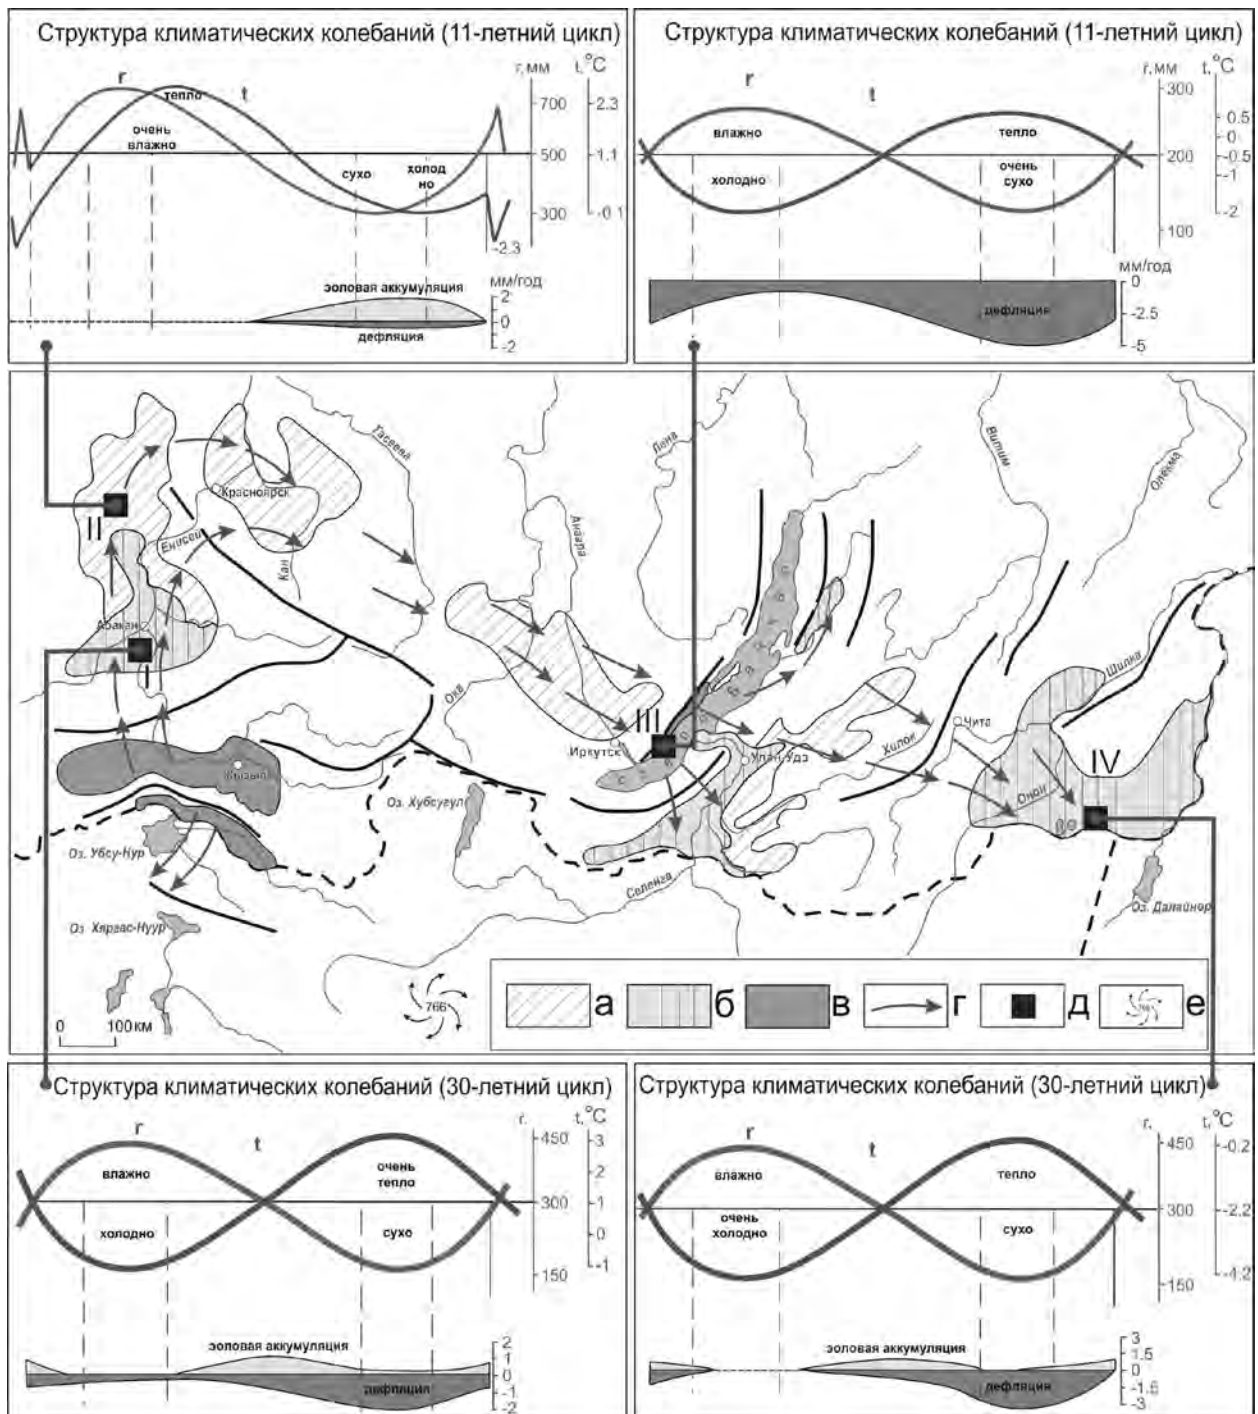 Структура климатических колебаний (11-летний цикл)
r
t
тепло
очень
влажно
сухо
холод
но
r, мм
t, °C
700
500
300
2.3
1.1
-0.1
-2.3
эоловая аккумуляция
дефляция
мм/год
2
0
-2
Структура климатических колебаний (11-летний цикл)
r
t
влажно
холодно
тепло
очень
сухо
r, мм
t, °C
300
200
100
0.5
0
-0.5
-1
-2
дефляция
мм/год
0
-2.5
-5
Тасеева
Лена
Ангара
Витим
Олекма
Красноярск
II
Енисей
Кан
Абакан
I
Ока
III
Иркутск
Улан-Удэ
Хилок
Чита
Шилка
IV
Онон
Кызыл
Оз. Хубсугул
Оз. Убсу-Нур
Селенга
Оз. Хяргас-Нуур
Оз. Далайнор
0 100 км
766
а
б
в
г
д
е
Структура климатических колебаний (30-летний цикл)
r
t
влажно
холодно
очень
тепло
сухо
r,
t, °C
450
300
150
3
2
1
0
-1
эоловая аккумуляция
дефляция
2
1
0
-1
-2
Структура климатических колебаний (30-летний цикл)
r
t
влажно
очень
холодно
тепло
сухо
r,
t, °C
450
300
150
-0.2
-2.2
-4.2
эоловая аккумуляция
дефляция
3
1.5
0
-1.5
-3